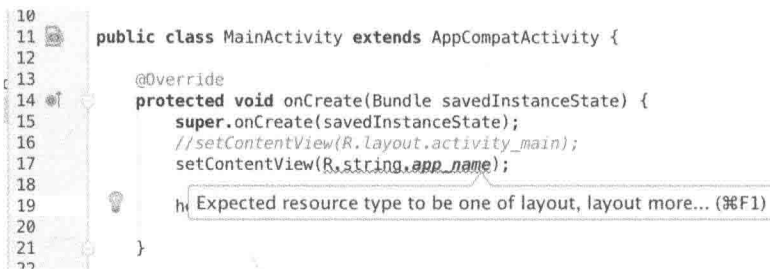 10
11 public class MainActivity extends AppCompatActivity {
12
13 @Override
14 protected void onCreate(Bundle savedInstanceState) {
15 super.onCreate(savedInstanceState);
16 //setContentView(R.layout.activity_main);
17 setContentView(R.string.app_name);
18
19 he
Expected resource type to be one of layout, layout more... (⌘F1)
20
21 }
22